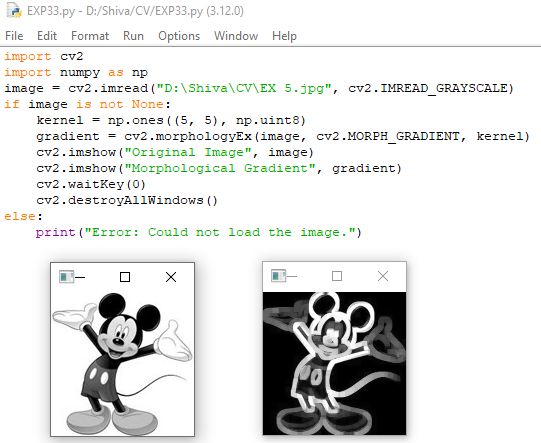 EXP33.py - D:/Shiva/CV/EXP33.py (3.12.0)
File Edit Format Run Options Window Help
import cv2
import numpy as np
image = cv2.imread("D:\Shiva\CV\EX 5.jpg", cv2.IMREAD_GRAYSCALE)
if image is not None:
    kernel = np.ones((5, 5), np.uint8)
    gradient = cv2.morphologyEx(image, cv2.MORPH_GRADIENT, kernel)
    cv2.imshow("Original Image", image)
    cv2.imshow("Morphological Gradient", gradient)
    cv2.waitKey(0)
    cv2.destroyAllWindows()
else:
    print("Error: Could not load the image.")